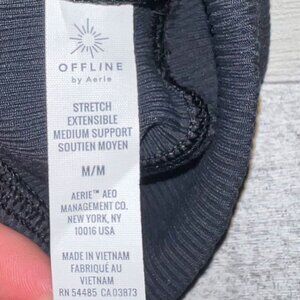 OFFLINE
by Aerie
STRETCH
EXTENSIBLE
MEDIUM SUPPORT
SOUTIEN MOYEN
M/M
AERIE™ AEO
MANAGEMENT CO.
NEW YORK, NY
10016 USA
MADE IN VIETNAM
FABRIQUÉ AU
VIETNAM
RN 54485 CA 03873